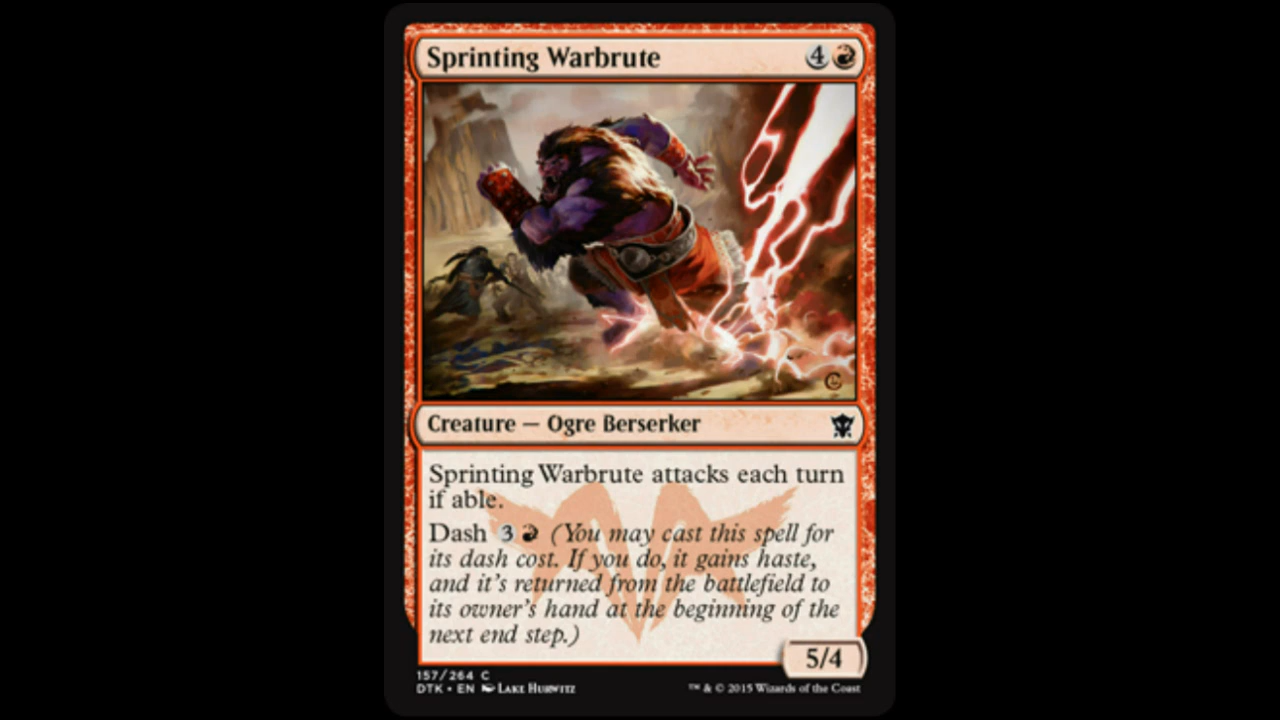 Sprinting Warbrute 4
Creature — Ogre Berserker
Sprinting Warbrute attacks each turn
if able.
Dash 3 (You may cast this spell for
its dash cost. If you do, it gains haste,
and it's returned from the battlefield to
its owner's hand at the beginning of the
next end step.)
5/4
157/264 C
DTK • EN Lake Hurwitz
™ & © 2015 Wizards of the Coast